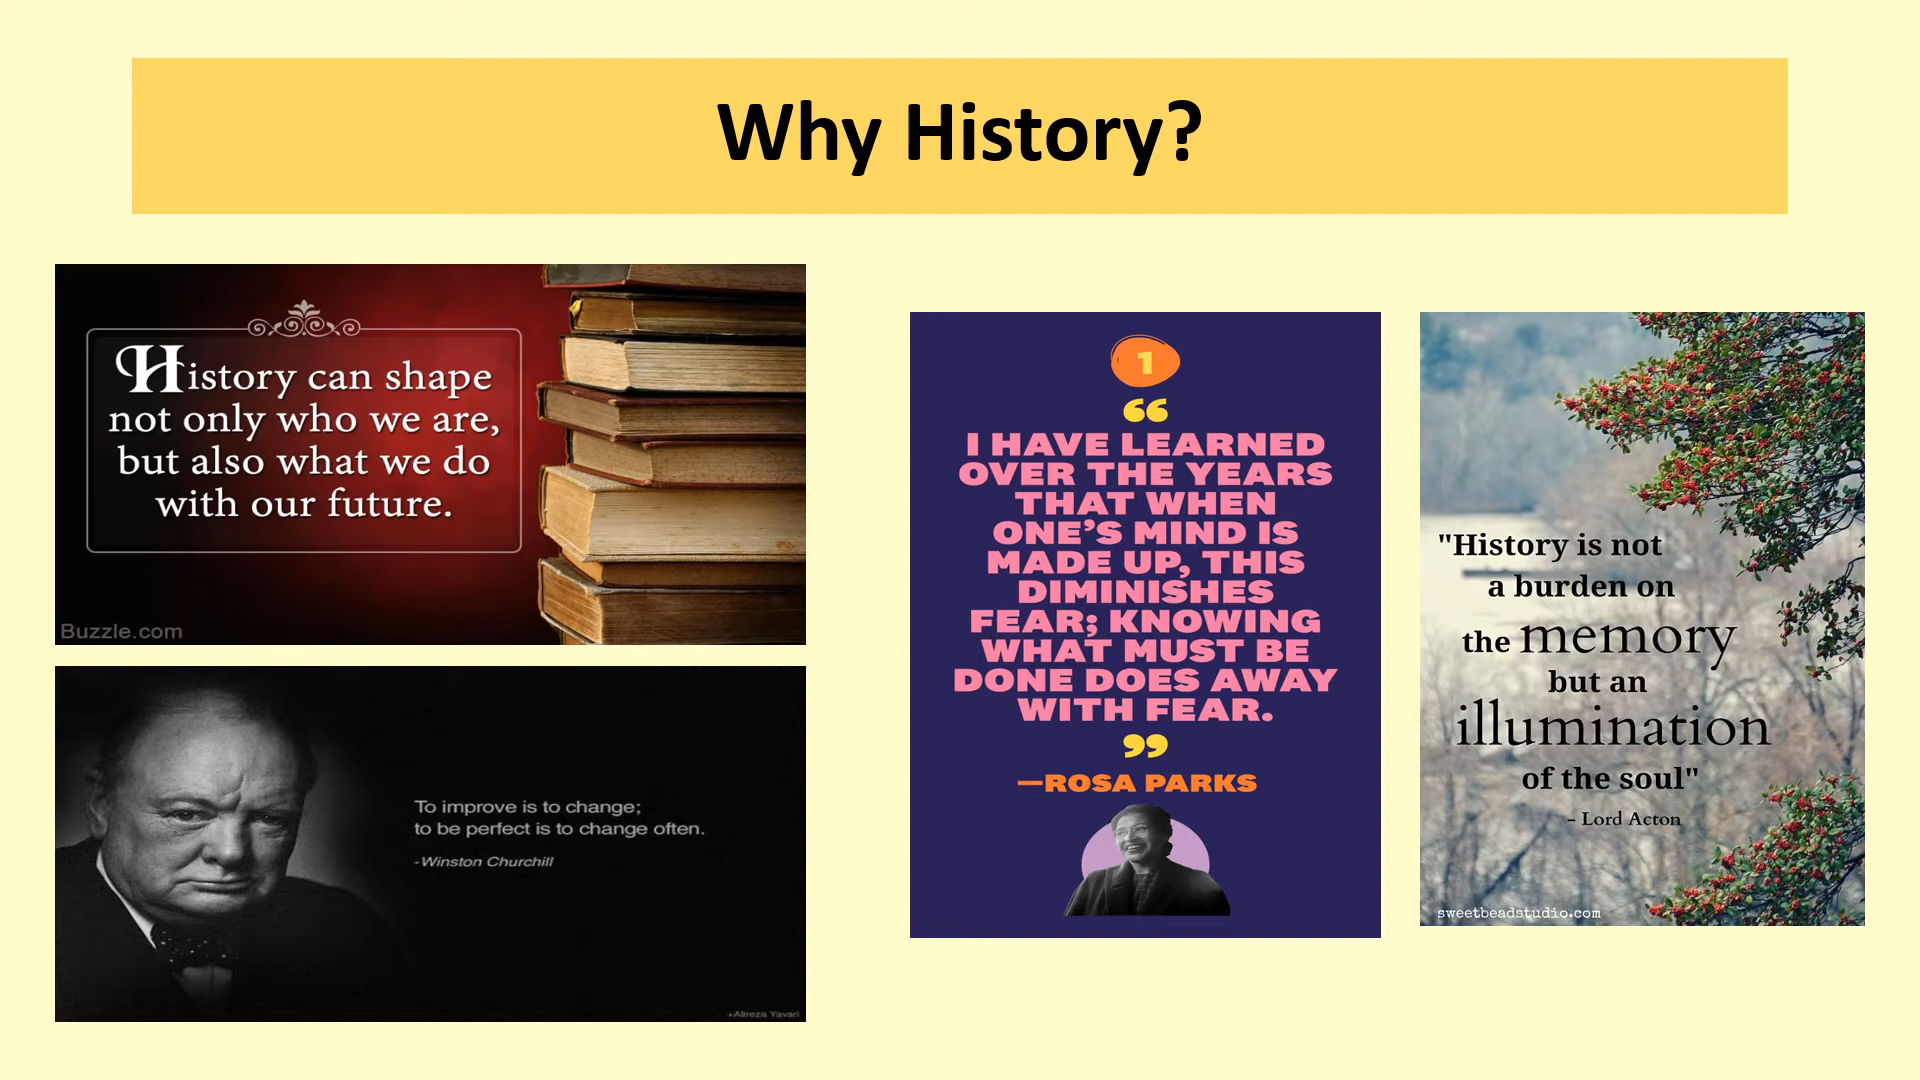 Why History?
History can shape
not only who we are,
but also what we do
with our future.
Buzzle.com
To improve is to change;
to be perfect is to change often.
-Winston Churchill
+Alireza Yavari
1
“
I HAVE LEARNED
OVER THE YEARS
THAT WHEN
ONE’S MIND IS
MADE UP, THIS
DIMINISHES
FEAR; KNOWING
WHAT MUST BE
DONE DOES AWAY
WITH FEAR.
”
—ROSA PARKS
"History is not
a burden on
the memory
but an
illumination
of the soul"
- Lord Acton
sweetbeadstudio.com